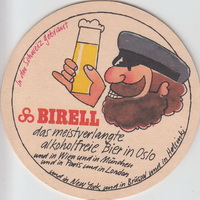 In der Schweiz gebraut
BIRELL
das meistverlangte
alkoholfreie Bier in Oslo
und in Wien und in München
und in Paris und in London
und in New York und in Brüssel und in Helsinki